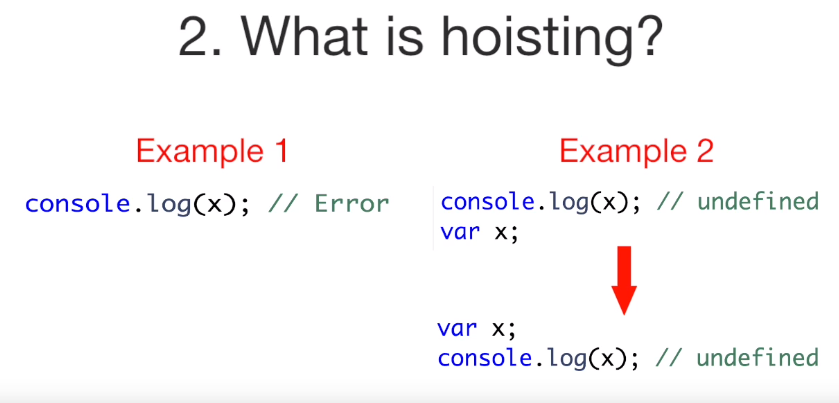 2. What is hoisting?
Example 1
console.log(x); // Error
Example 2
console.log(x); // undefined
var x;
var x;
console.log(x); // undefined